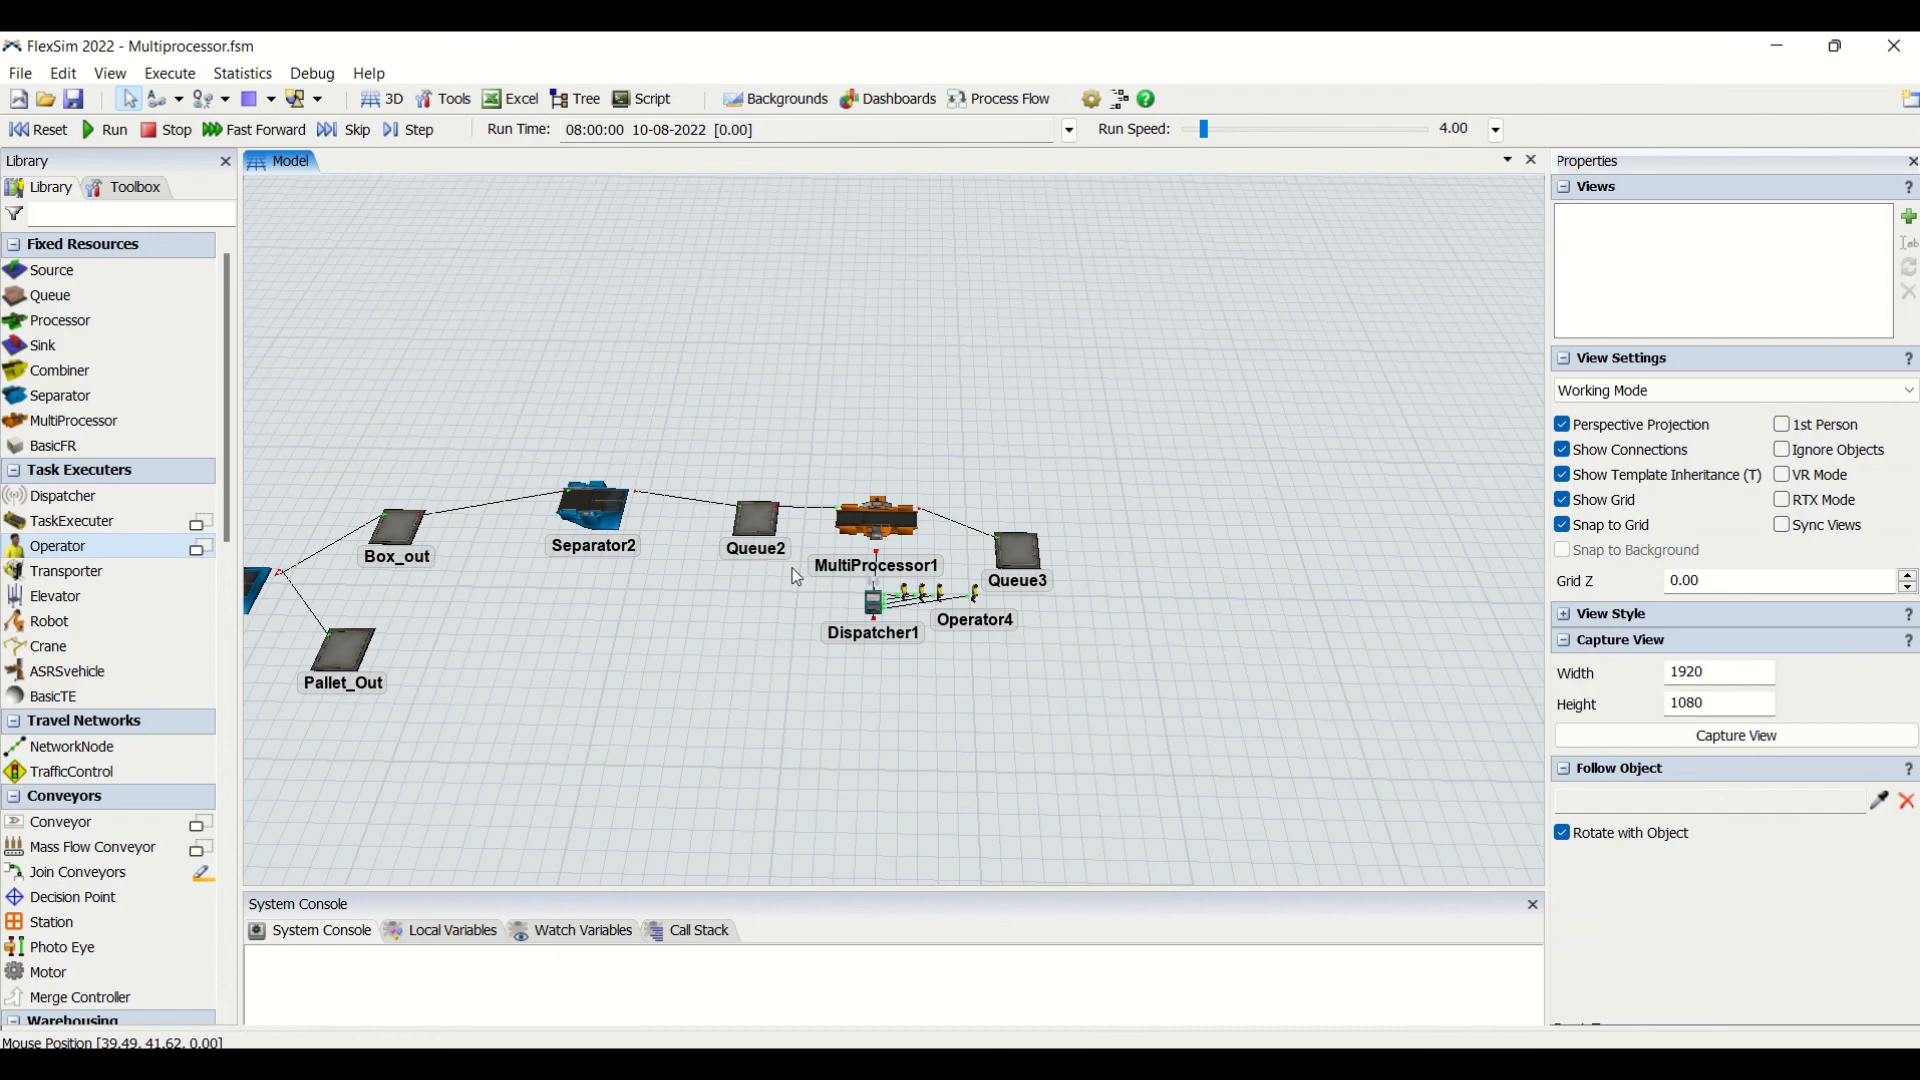 FlexSim 2022 - Multiprocessor.fsm
File Edit View Execute Statistics Debug Help
3D Tools Excel Tree Script Backgrounds Dashboards Process Flow
Reset Run Stop Fast Forward Skip Step Run Time: 08:00:00 10-08-2022 [0.00] Run Speed: 4.00
Library
Library Toolbox
Fixed Resources
Source
Queue
Processor
Sink
Combiner
Separator
MultiProcessor
BasicFR
Task Executers
Dispatcher
TaskExecuter
Operator
Transporter
Elevator
Robot
Crane
ASRSvehicle
BasicTE
Travel Networks
NetworkNode
TrafficControl
Conveyors
Conveyor
Mass Flow Conveyor
Join Conveyors
Decision Point
Station
Photo Eye
Motor
Merge Controller
Warehousing
Model
Box_out
Separator2
Queue2
MultiProcessor1
Queue3
Dispatcher1
Operator4
Pallet_Out
System Console
System Console Local Variables Watch Variables Call Stack
Properties
Views
View Settings
Working Mode
Perspective Projection 1st Person
Show Connections Ignore Objects
Show Template Inheritance (T) VR Mode
Show Grid RTX Mode
Snap to Grid Sync Views
Snap to Background
Grid Z 0.00
View Style
Capture View
Width 1920
Height 1080
Capture View
Follow Object
Rotate with Object
Mouse Position [39.49, 41.62, 0.00]